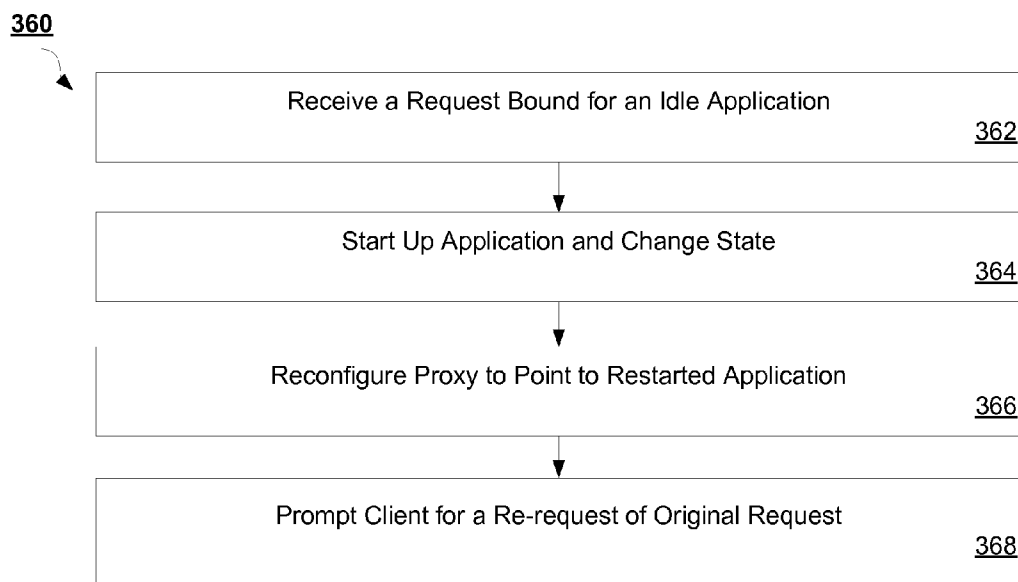 360
Receive a Request Bound for an Idle Application
362
Start Up Application and Change State
364
Reconfigure Proxy to Point to Restarted Application
366
Prompt Client for a Re-request of Original Request
368